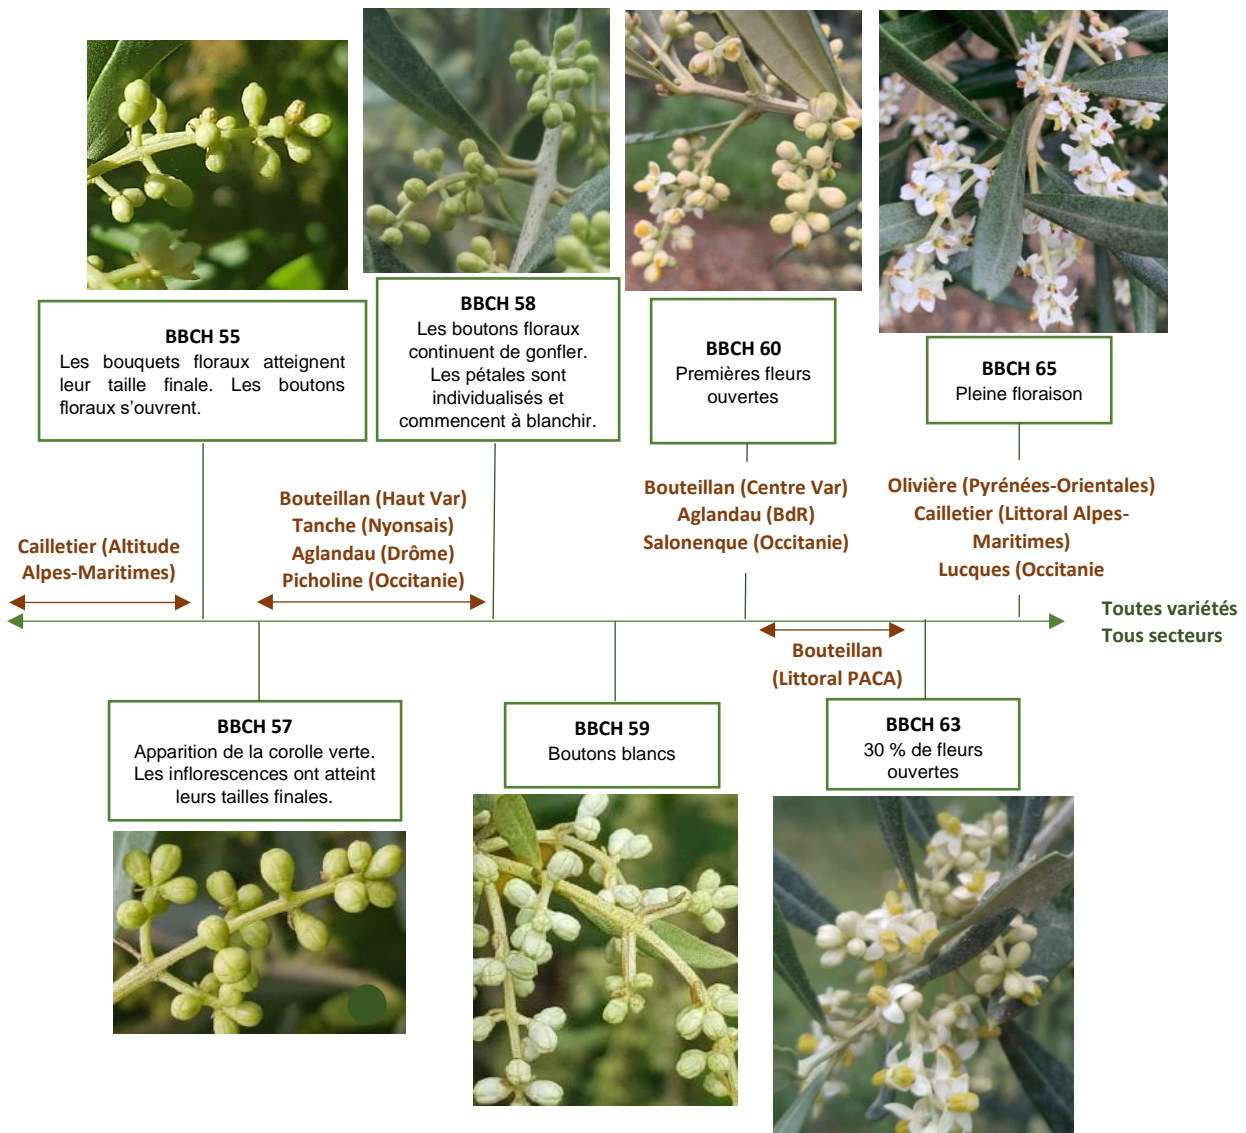 BBCH 55
Les bouquets floraux atteignent
leur taille finale. Les boutons
floraux s’ouvrent.
BBCH 58
Les boutons floraux
continuent de gonfler.
Les pétales sont
individualisés et
commencent à blanchir.
BBCH 60
Premières fleurs
ouvertes
BBCH 65
Pleine floraison
Cailletier (Altitude
Alpes-Maritimes)
Bouteillan (Haut Var)
Tanche (Nyonsais)
Aglandau (Drôme)
Picholine (Occitanie)
Bouteillan (Centre Var)
Aglandau (BdR)
Salonenque (Occitanie)
Olivière (Pyrénées-Orientales)
Cailletier (Littoral Alpes-
Maritimes)
Lucques (Occitanie
Toutes variétés
Tous secteurs
Bouteillan
(Littoral PACA)
BBCH 57
Apparition de la corolle verte.
Les inflorescences ont atteint
leurs tailles finales.
BBCH 59
Boutons blancs
BBCH 63
30 % de fleurs
ouvertes